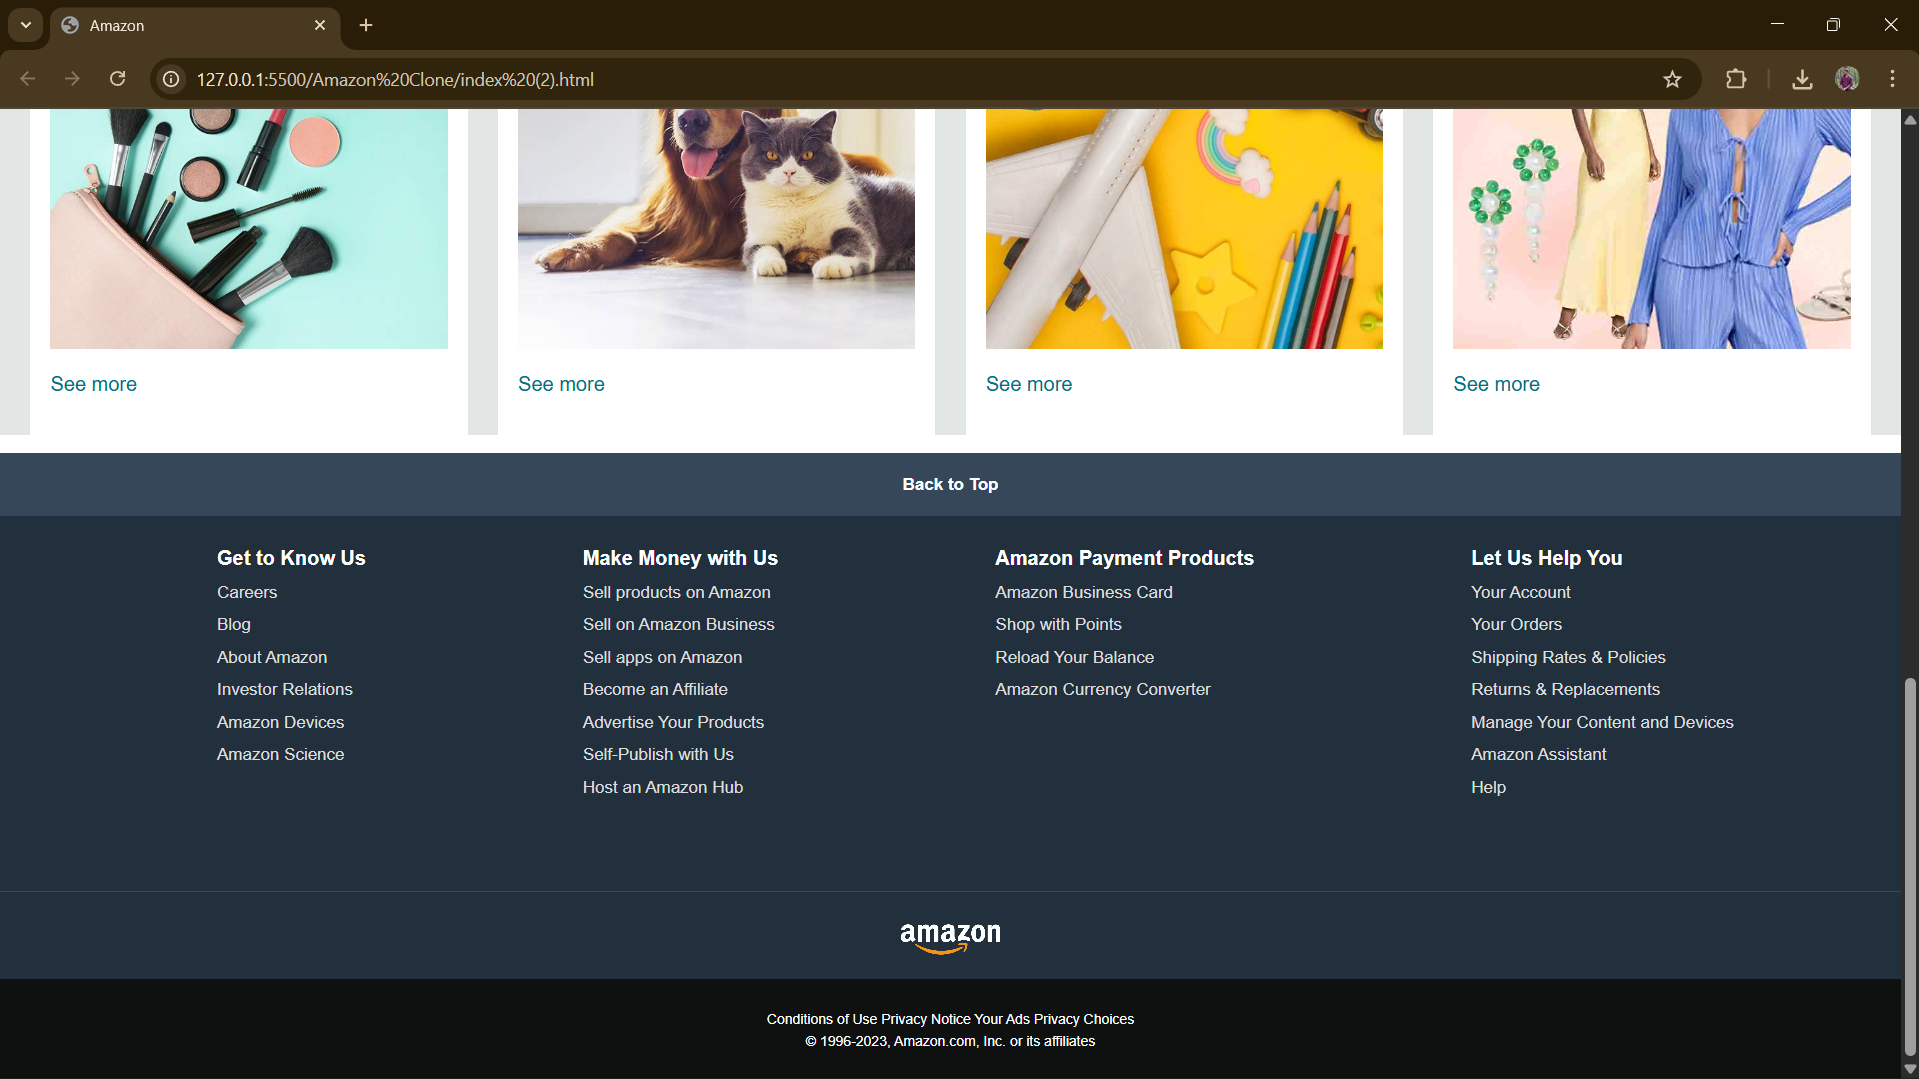 Amazon
127.0.0.1:5500/Amazon%20Clone/index%20(2).html
See more
See more
See more
See more
Back to Top
Get to Know Us
Careers
Blog
About Amazon
Investor Relations
Amazon Devices
Amazon Science
Make Money with Us
Sell products on Amazon
Sell on Amazon Business
Sell apps on Amazon
Become an Affiliate
Advertise Your Products
Self-Publish with Us
Host an Amazon Hub
Amazon Payment Products
Amazon Business Card
Shop with Points
Reload Your Balance
Amazon Currency Converter
Let Us Help You
Your Account
Your Orders
Shipping Rates & Policies
Returns & Replacements
Manage Your Content and Devices
Amazon Assistant
Help
amazon
Conditions of Use Privacy Notice Your Ads Privacy Choices
© 1996-2023, Amazon.com, Inc. or its affiliates